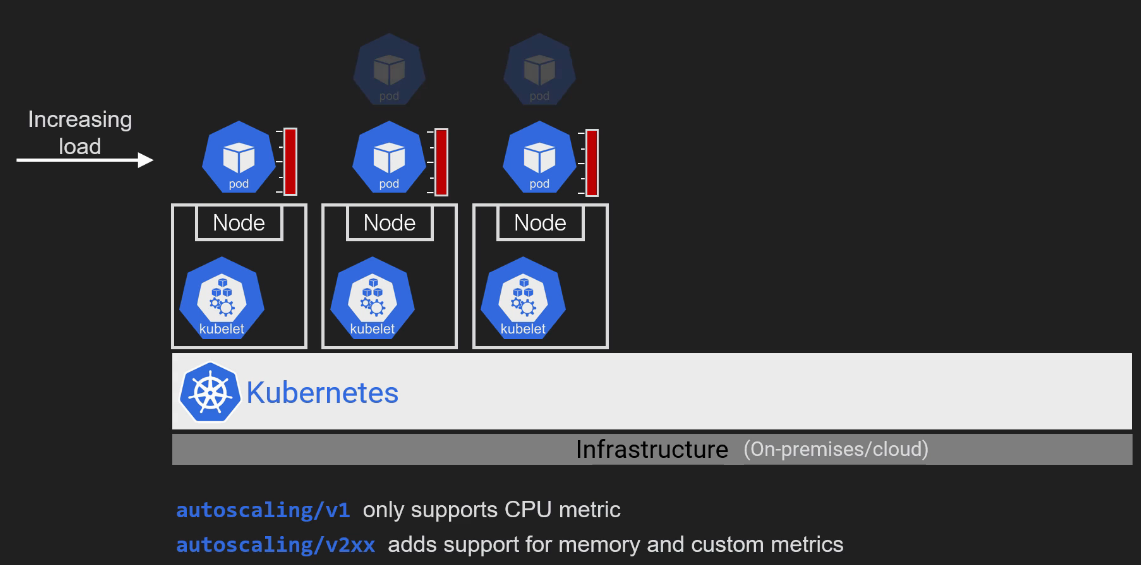 pod
pod
Increasing
load
pod
pod
pod
Node
Node
Node
kubelet
kubelet
kubelet
Kubernetes
Infrastructure (On-premises/cloud)
autoscaling/v1 only supports CPU metric
autoscaling/v2xx adds support for memory and custom metrics